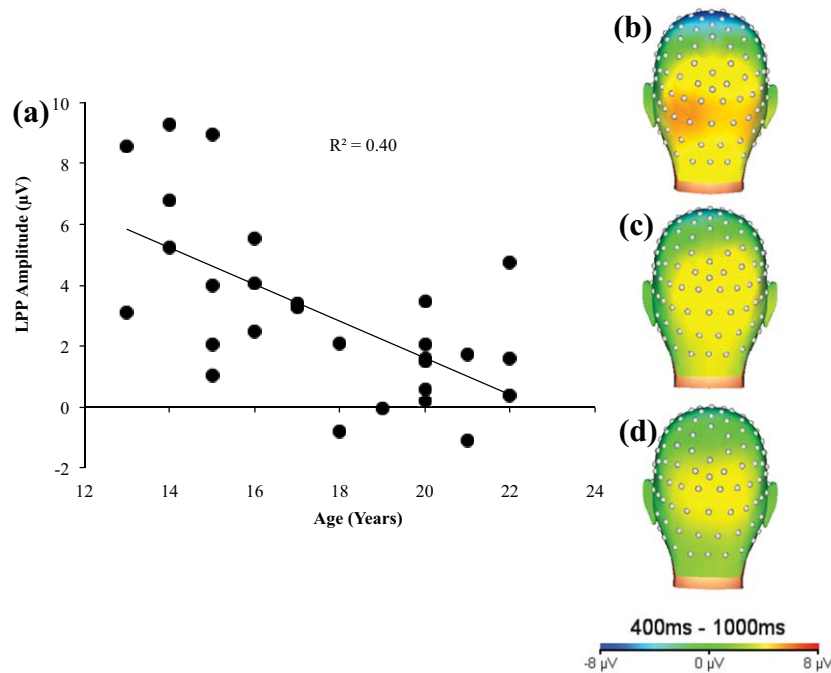 (a)
10
8
6
4
2
0
-2
LPP Amplitude (µV)
R² = 0.40
12 14 16 18 20 22 24
Age (Years)
(b)
(c)
(d)
400ms - 1000ms
-8 µV 0 µV 8 µV